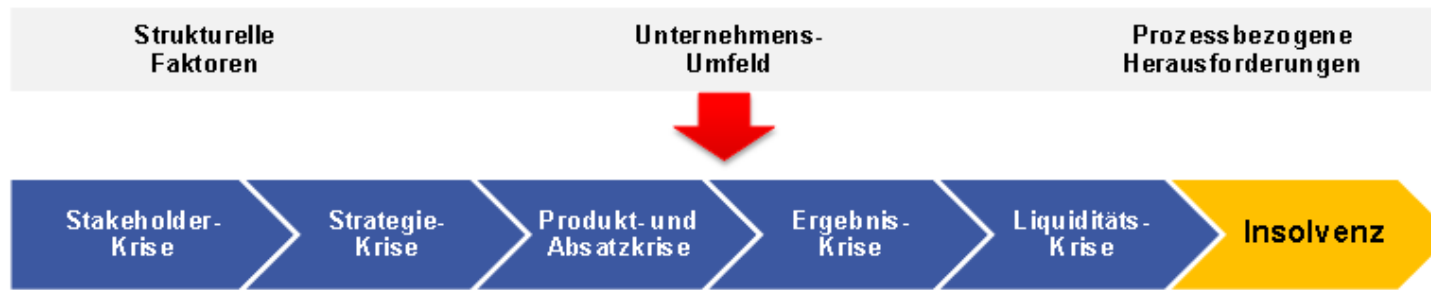 Strukturelle
Faktoren
Unternehmens-
Umfeld
Prozessbezogene
Herausforderungen
Stakeholder-
Krise
Strategie-
Krise
Produkt- und
Absatzkrise
Ergebnis-
Krise
Liquiditäts-
Krise
Insolvenz